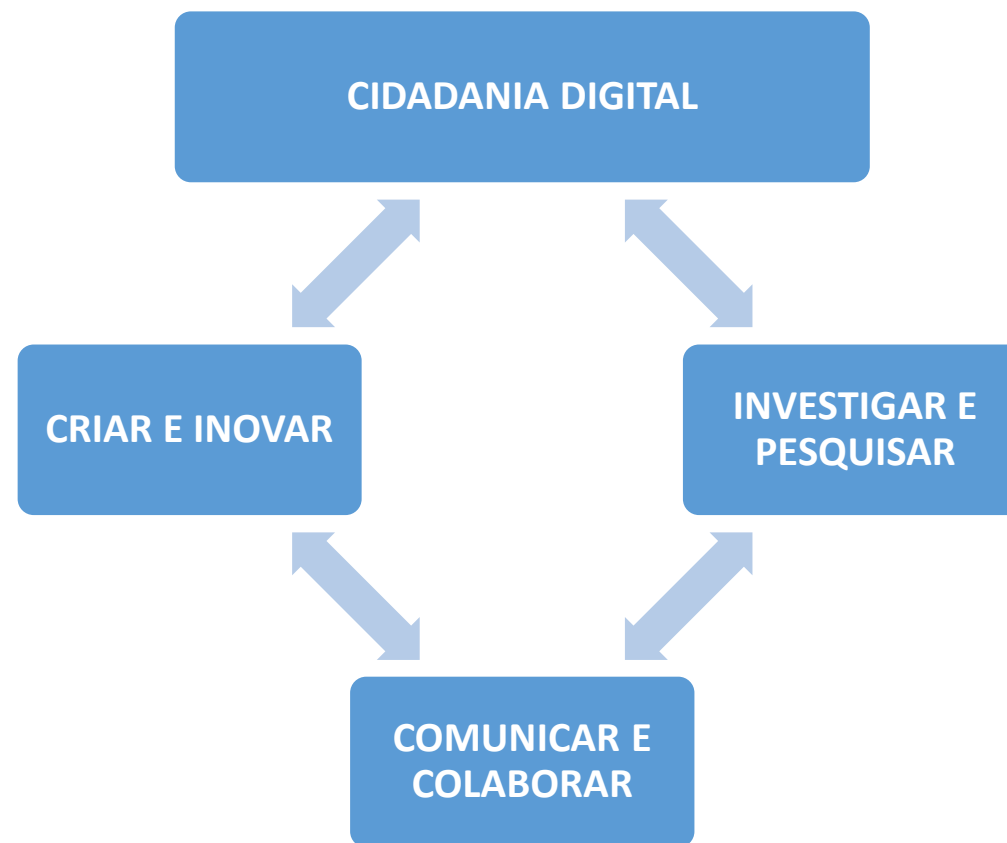 CIDADANIA DIGITAL
CRIAR E INOVAR
INVESTIGAR E
PESQUISAR
COMUNICAR E
COLABORAR